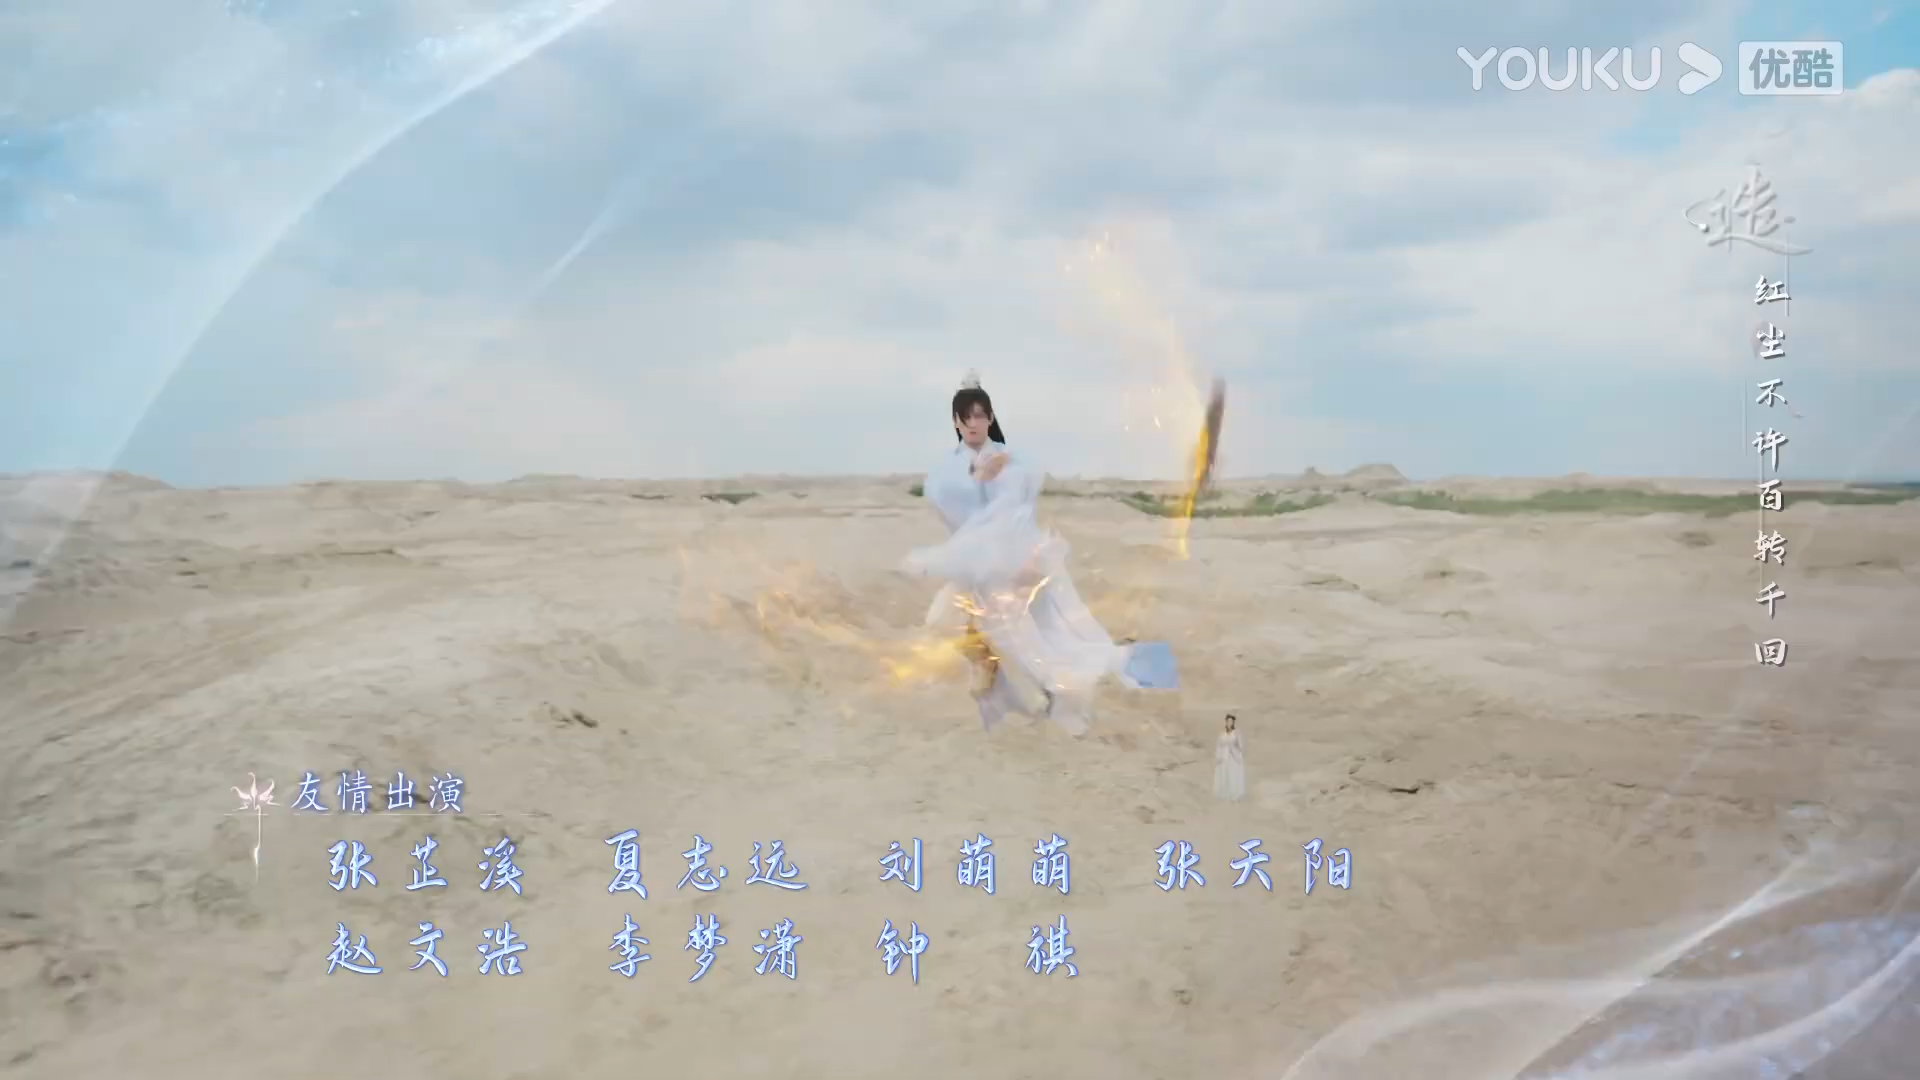 YOUKU 优酷
造
红尘不许百转千回
友情出演
张芷溪 夏志远 刘萌萌 张天阳
赵文浩 李梦潇 钟祺